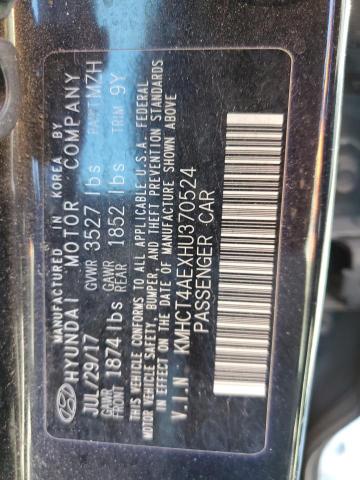 MANUFACTURED IN KOREA BY
HYUNDAI MOTOR COMPANY
JUL/29/17 GVWR 3527 lbs PAINT MZH
GAWR FRONT 1874 lbs GAWR REAR 1852 lbs TRIM 9Y
THIS VEHICLE CONFORMS TO ALL APPLICABLE U.S.A. FEDERAL
MOTOR VEHICLE SAFETY, BUMPER, AND THEFT PREVENTION STANDARDS
IN EFFECT ON THE DATE OF MANUFACTURE SHOWN ABOVE
V.I.N: KMHCT4AEXHU370524
PASSENGER CAR